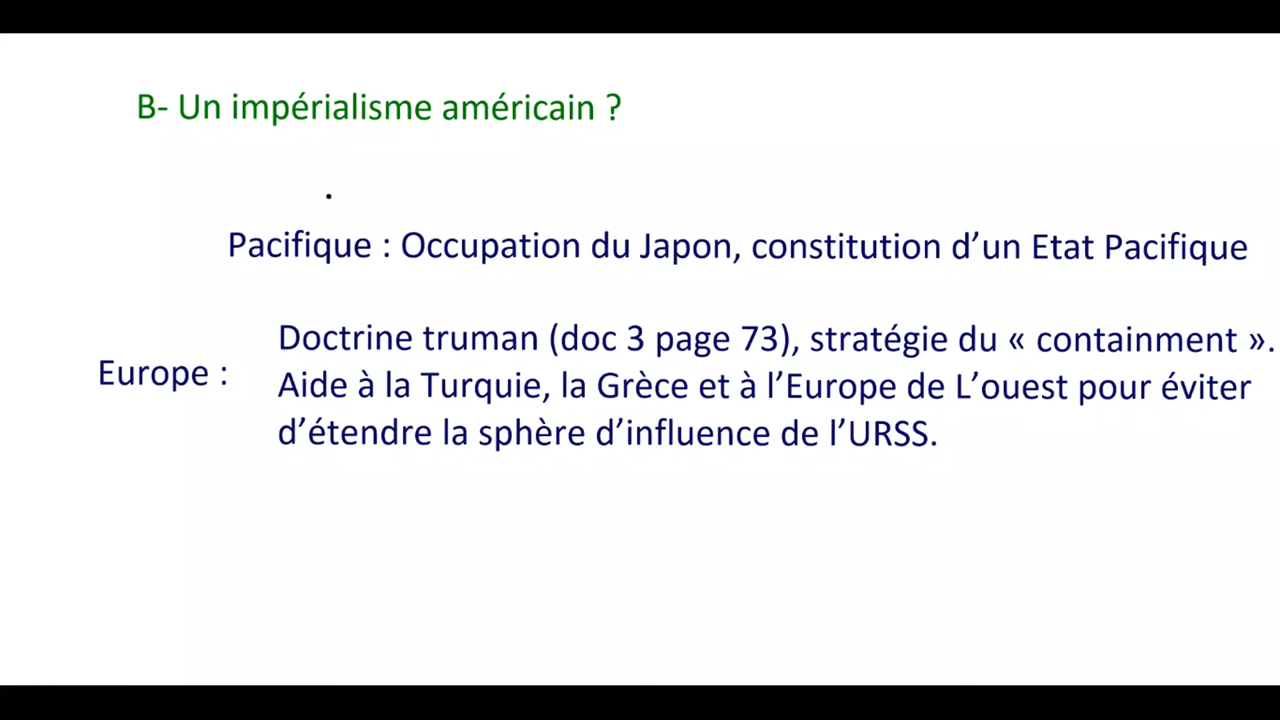 B- Un impérialisme américain ?
Pacifique : Occupation du Japon, constitution d’un Etat Pacifique
Europe :
Doctrine truman (doc 3 page 73), stratégie du « containment ».
Aide à la Turquie, la Grèce et à l’Europe de L’ouest pour éviter
d’étendre la sphère d’influence de l’URSS.